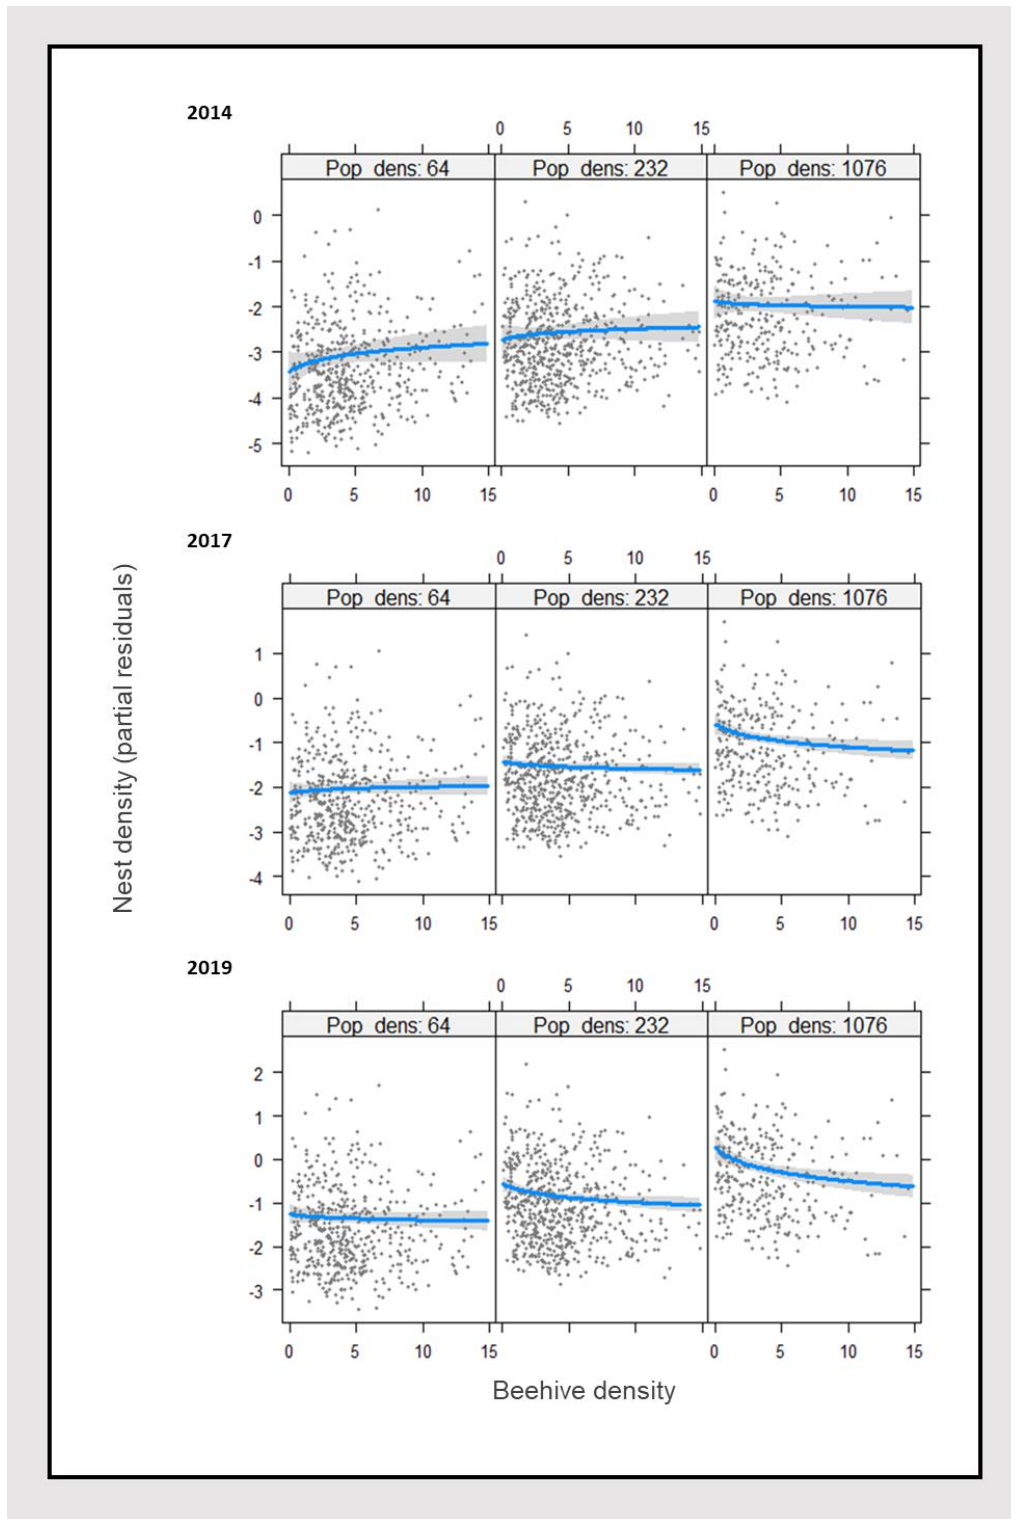 2014
0 5 10 15
Pop dens: 64 Pop dens: 232 Pop dens: 1076
0
-1
-2
-3
-4
-5
0 5 10 15 0 5 10 15
2017
0 5 10 15
Pop dens: 64 Pop dens: 232 Pop dens: 1076
1
0
-1
-2
-3
-4
0 5 10 15 0 5 10 15
Nest density (partial residuals)
2019
0 5 10 15
Pop dens: 64 Pop dens: 232 Pop dens: 1076
2
1
0
-1
-2
-3
0 5 10 15 0 5 10 15
Beehive density